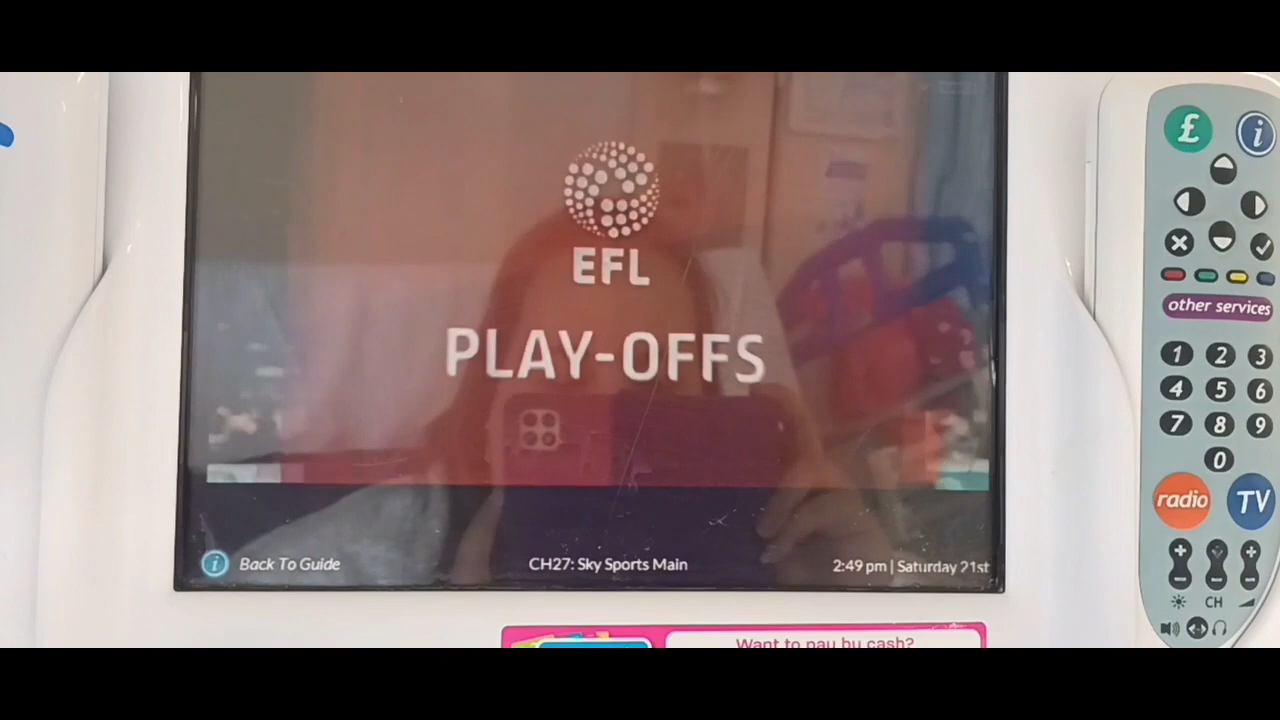 EFL
PLAY-OFFS
i Back To Guide
CH27: Sky Sports Main
2:49 pm | Saturday 21st
Want to pay by cash?
£ i
other services
1 2 3
4 5 6
7 8 9
0
radio TV
CH